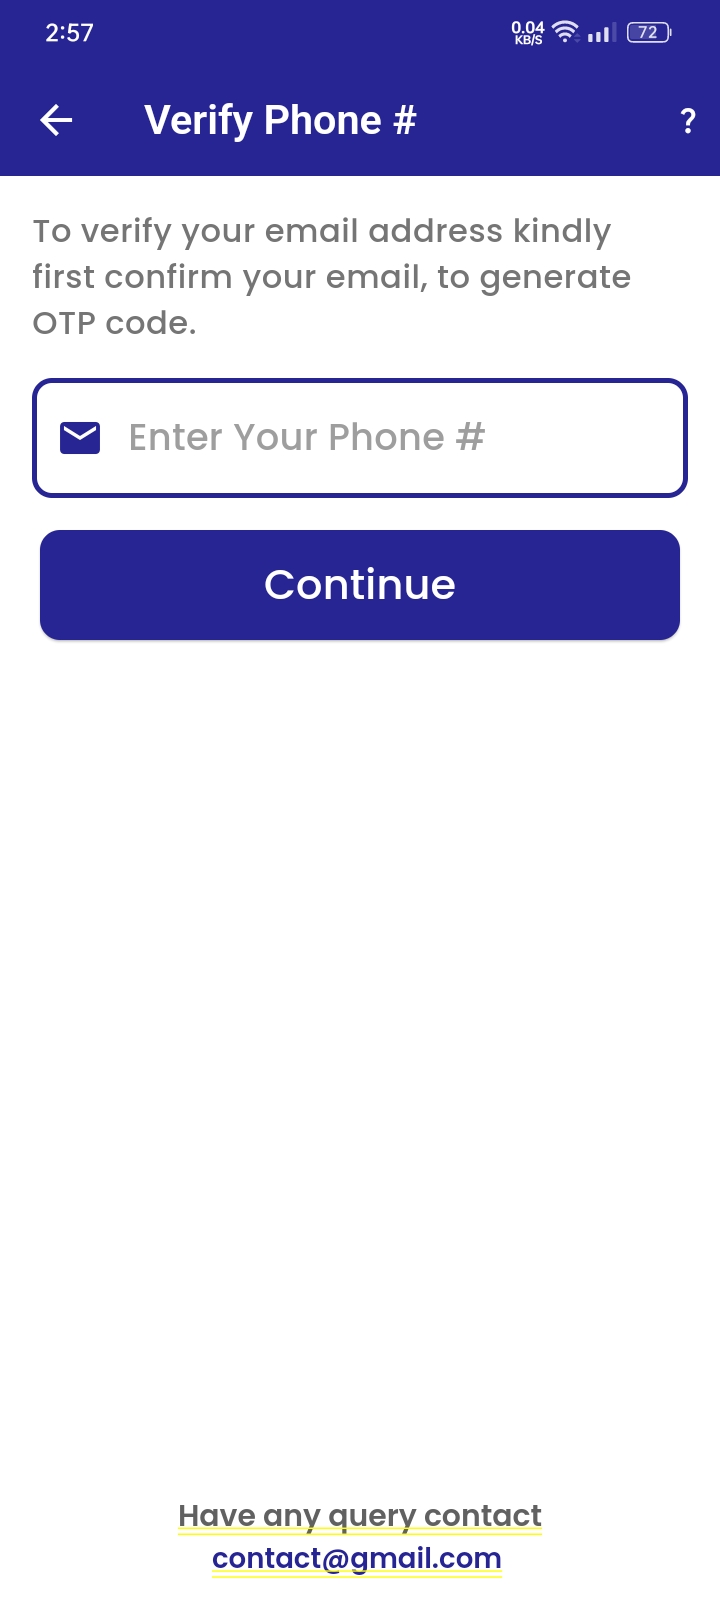 2:57
0.04
KB/S
72
Verify Phone #
?
To verify your email address kindly
first confirm your email, to generate
OTP code.
Enter Your Phone #
Continue
Have any query contact
contact@gmail.com